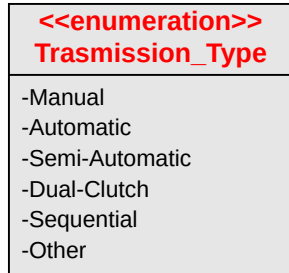 <<enumeration>>
Trasmission_Type
-Manual
-Automatic
-Semi-Automatic
-Dual-Clutch
-Sequential
-Other